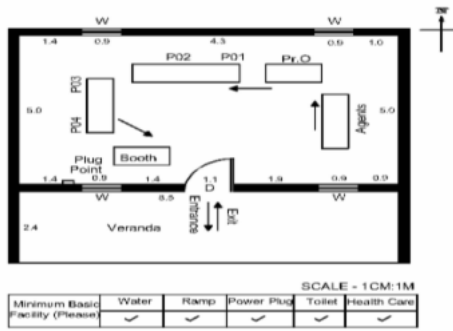 W W
1.4 0.9 4.3 0.9 1.0
P02 P01 Pr.O
P03
P04
5.0 5.0
Agents
Booth
Plug
Point
1.4 0.9 1.4 1.1 1.9 0.9 0.9
W 8.5 D W
Entrance
Exit
2.4 Veranda
SCALE - 1CM:1M
Minimum Basic Facility (Please) Water Ramp Power Plug Toilet Health Care
✓ ✓ ✓ ✓ ✓